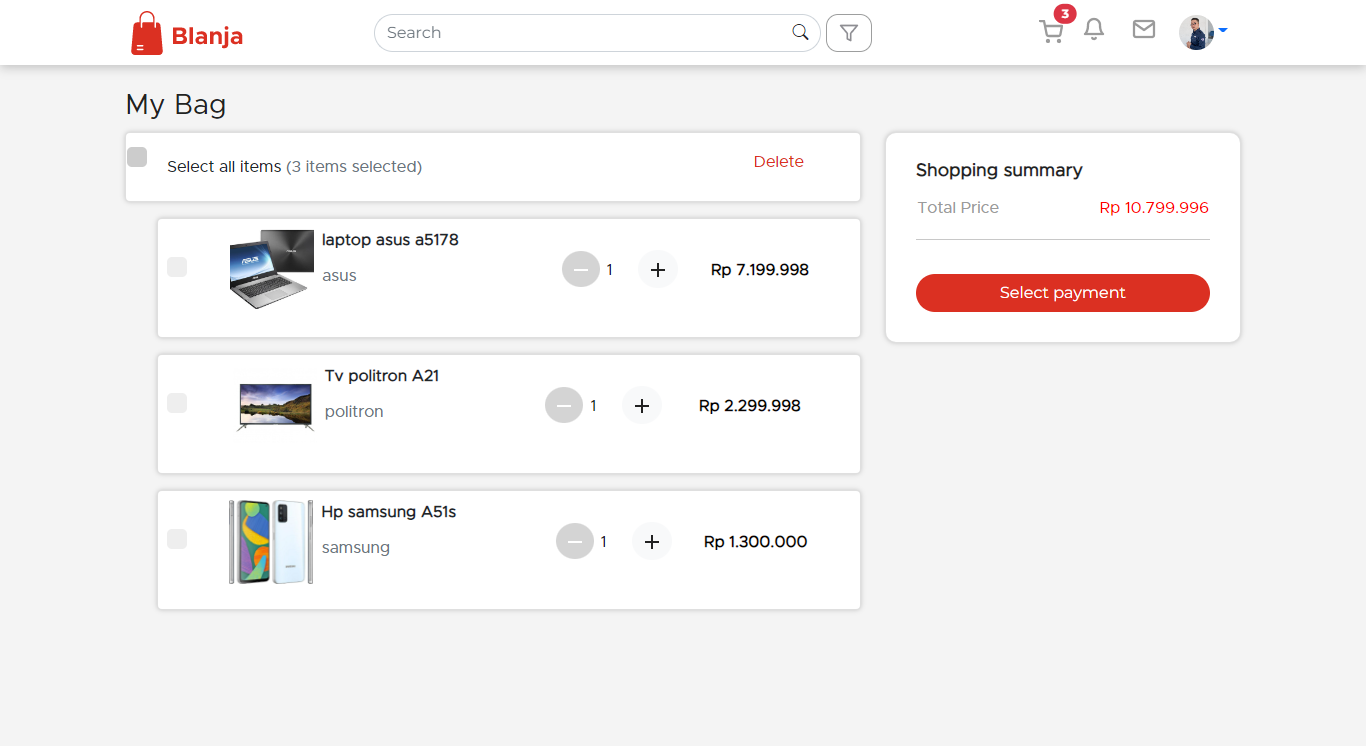 Blanja
Search
3
My Bag
Select all items (3 items selected)
Delete
laptop asus a5178
asus
1
Rp 7.199.998
Tv politron A21
politron
1
Rp 2.299.998
Hp samsung A51s
samsung
1
Rp 1.300.000
Shopping summary
Total Price
Rp 10.799.996
Select payment